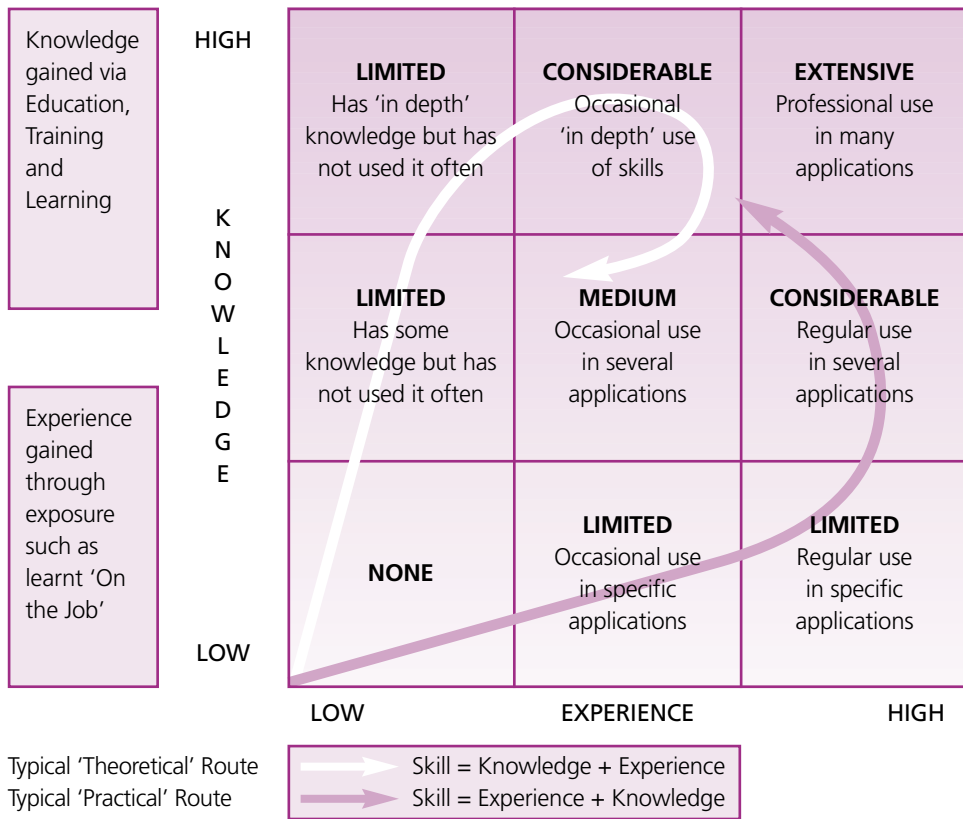 Knowledge
gained via
Education,
Training
and
Learning
Experience
gained
through
exposure
such as
learnt ‘On
the Job’
HIGH
K
N
O
W
L
E
D
G
E
LOW
LIMITED
Has ‘in depth’
knowledge but has
not used it often
CONSIDERABLE
Occasional
‘in depth’ use
of skills
EXTENSIVE
Professional use
in many
applications
LIMITED
Has some
knowledge but has
not used it often
MEDIUM
Occasional use
in several
applications
CONSIDERABLE
Regular use
in several
applications
NONE
LIMITED
Occasional use
in specific
applications
LIMITED
Regular use
in specific
applications
LOW EXPERIENCE HIGH
Typical ‘Theoretical’ Route Skill = Knowledge + Experience
Typical ‘Practical’ Route Skill = Experience + Knowledge